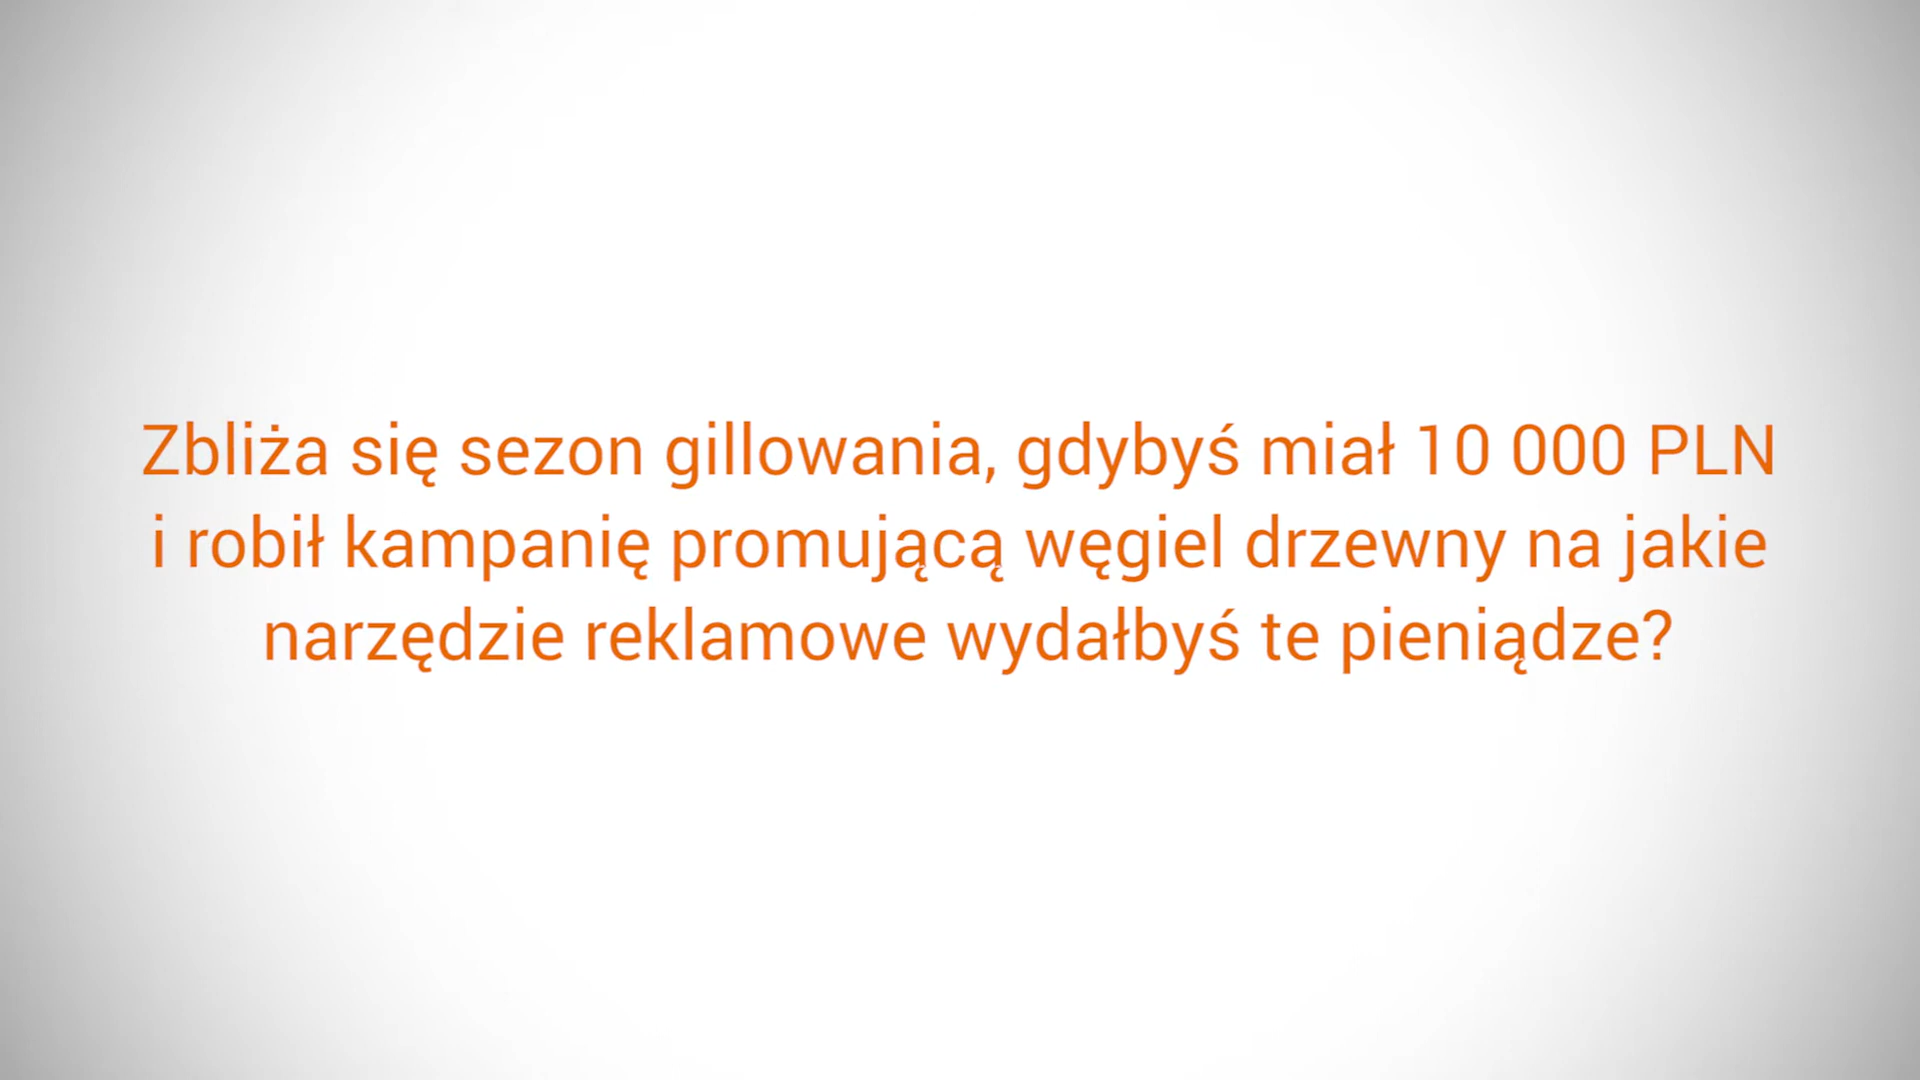 Zbliża się sezon gillowania, gdybyś miał 10 000 PLN
i robił kampanię promującą węgiel drzewny na jakie
narzędzie reklamowe wydałbyś te pieniądze?